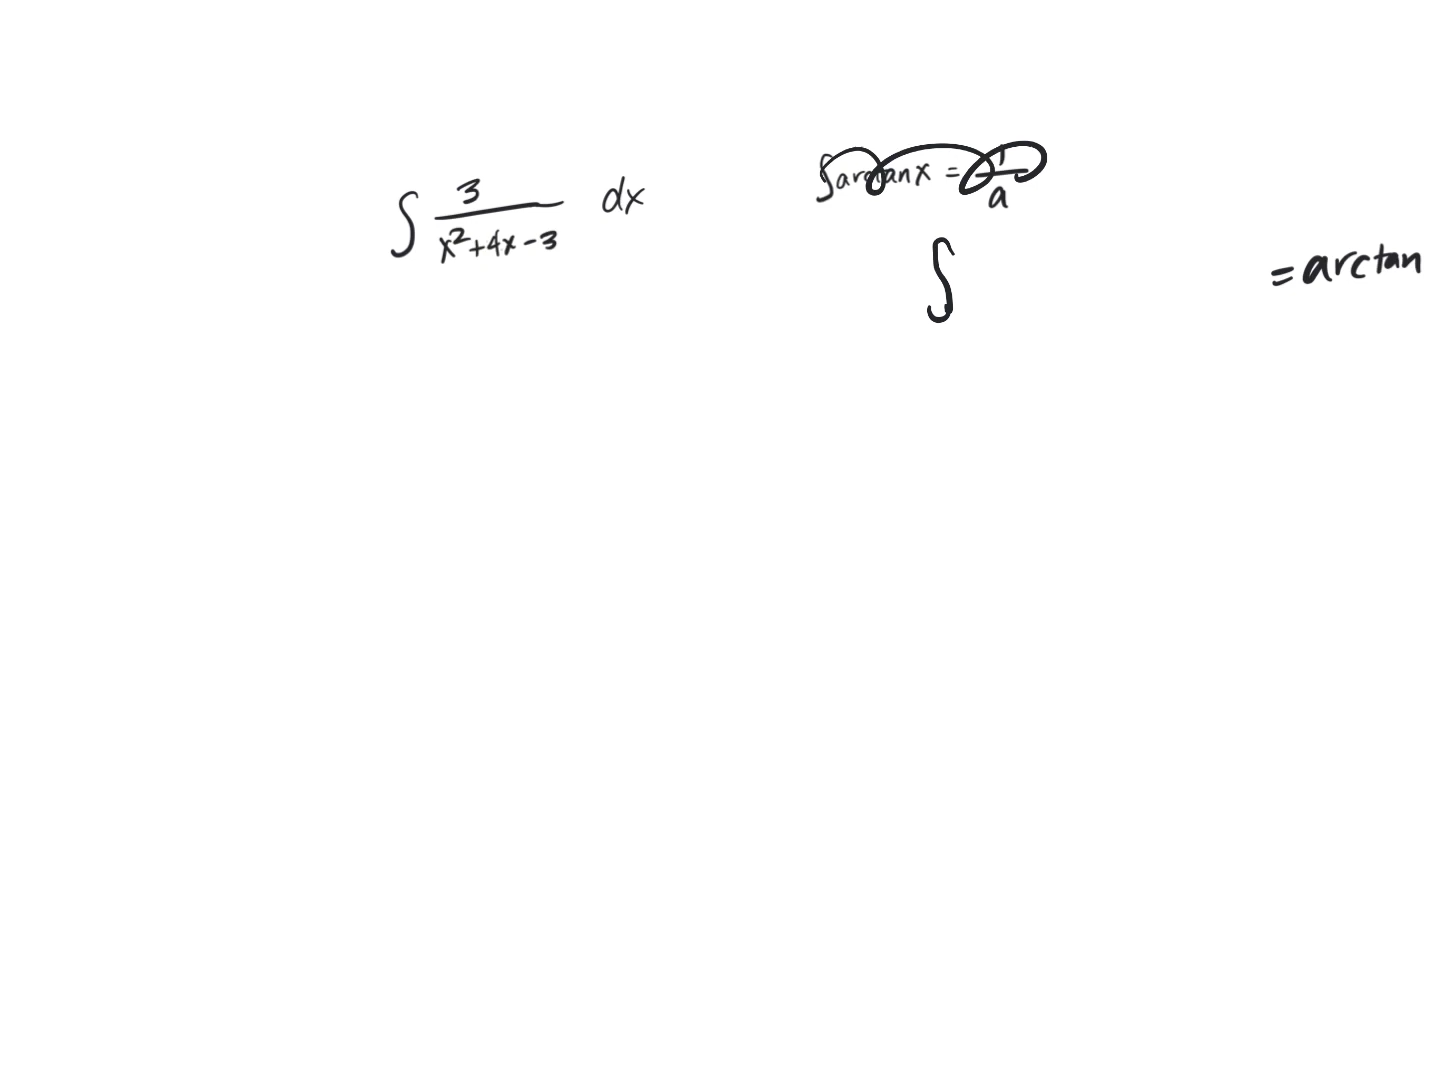 ∫ 3/(x²+4x-3) dx
∫arctanx = 1/a
∫ = arctan